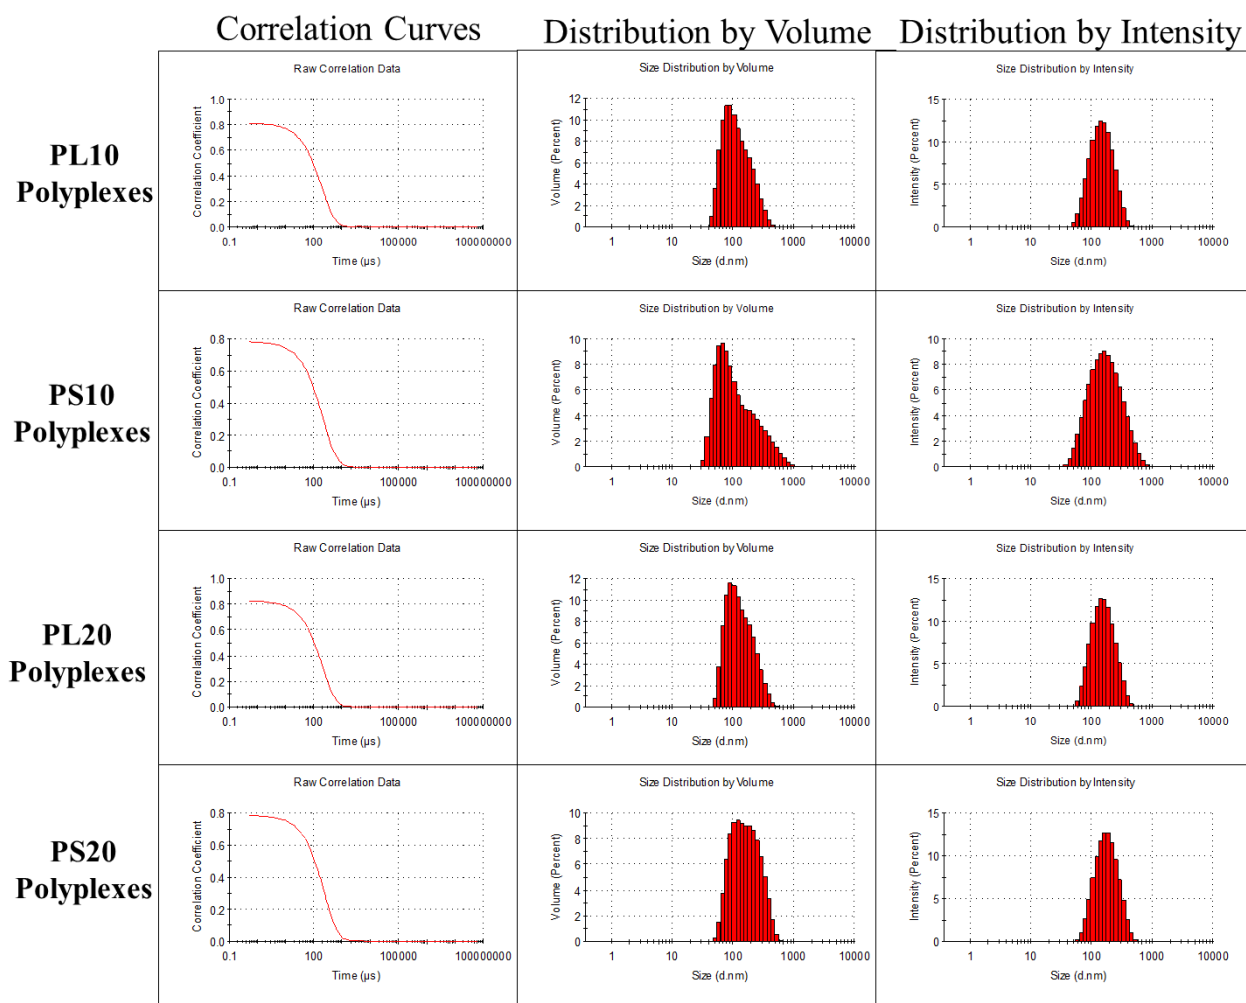 Correlation Curves
Distribution by Volume
Distribution by Intensity
PL10
Polyplexes
Raw Correlation Data
Correlation Coefficient
1.0
0.8
0.6
0.4
0.2
0.0
0.1 100 100000 100000000
Time (µs)
Size Distribution by Volume
Volume (Percent)
12
10
8
6
4
2
0
1 10 100 1000 10000
Size (d.nm)
Size Distribution by Intensity
Intensity (Percent)
15
10
5
0
1 10 100 1000 10000
Size (d.nm)
PS10
Polyplexes
Raw Correlation Data
Correlation Coefficient
0.8
0.6
0.4
0.2
0.0
0.1 100 100000 100000000
Time (µs)
Size Distribution by Volume
Volume (Percent)
10
8
6
4
2
0
1 10 100 1000 10000
Size (d.nm)
Size Distribution by Intensity
Intensity (Percent)
10
8
6
4
2
0
1 10 100 1000 10000
Size (d.nm)
PL20
Polyplexes
Raw Correlation Data
Correlation Coefficient
1.0
0.8
0.6
0.4
0.2
0.0
0.1 100 100000 100000000
Time (µs)
Size Distribution by Volume
Volume (Percent)
12
10
8
6
4
2
0
1 10 100 1000 10000
Size (d.nm)
Size Distribution by Intensity
Intensity (Percent)
15
10
5
0
1 10 100 1000 10000
Size (d.nm)
PS20
Polyplexes
Raw Correlation Data
Correlation Coefficient
0.8
0.6
0.4
0.2
0.0
0.1 100 100000 100000000
Time (µs)
Size Distribution by Volume
Volume (Percent)
10
8
6
4
2
0
1 10 100 1000 10000
Size (d.nm)
Size Distribution by Intensity
Intensity (Percent)
15
10
5
0
1 10 100 1000 10000
Size (d.nm)